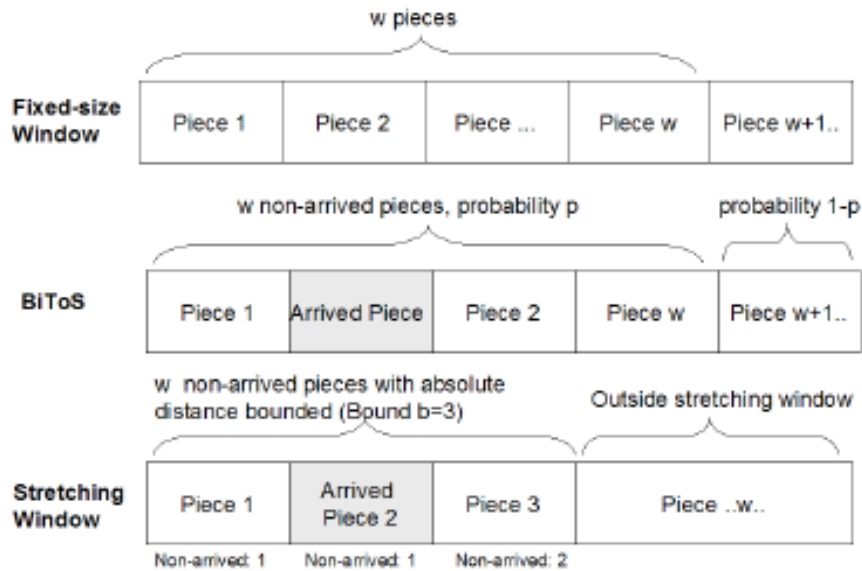 w pieces
Fixed-size
Window
Piece 1
Piece 2
Piece ...
Piece w
Piece w+1..
w non-arrived pieces, probability p
probability 1-p
BiToS
Piece 1
Arrived Piece
Piece 2
Piece w
Piece w+1..
w non-arrived pieces with absolute
distance bounded (Bound b=3)
Outside stretching window
Stretching
Window
Piece 1
Arrived
Piece 2
Piece 3
Piece ..w..
Non-arrived: 1
Non-arrived: 1
Non-arrived: 2